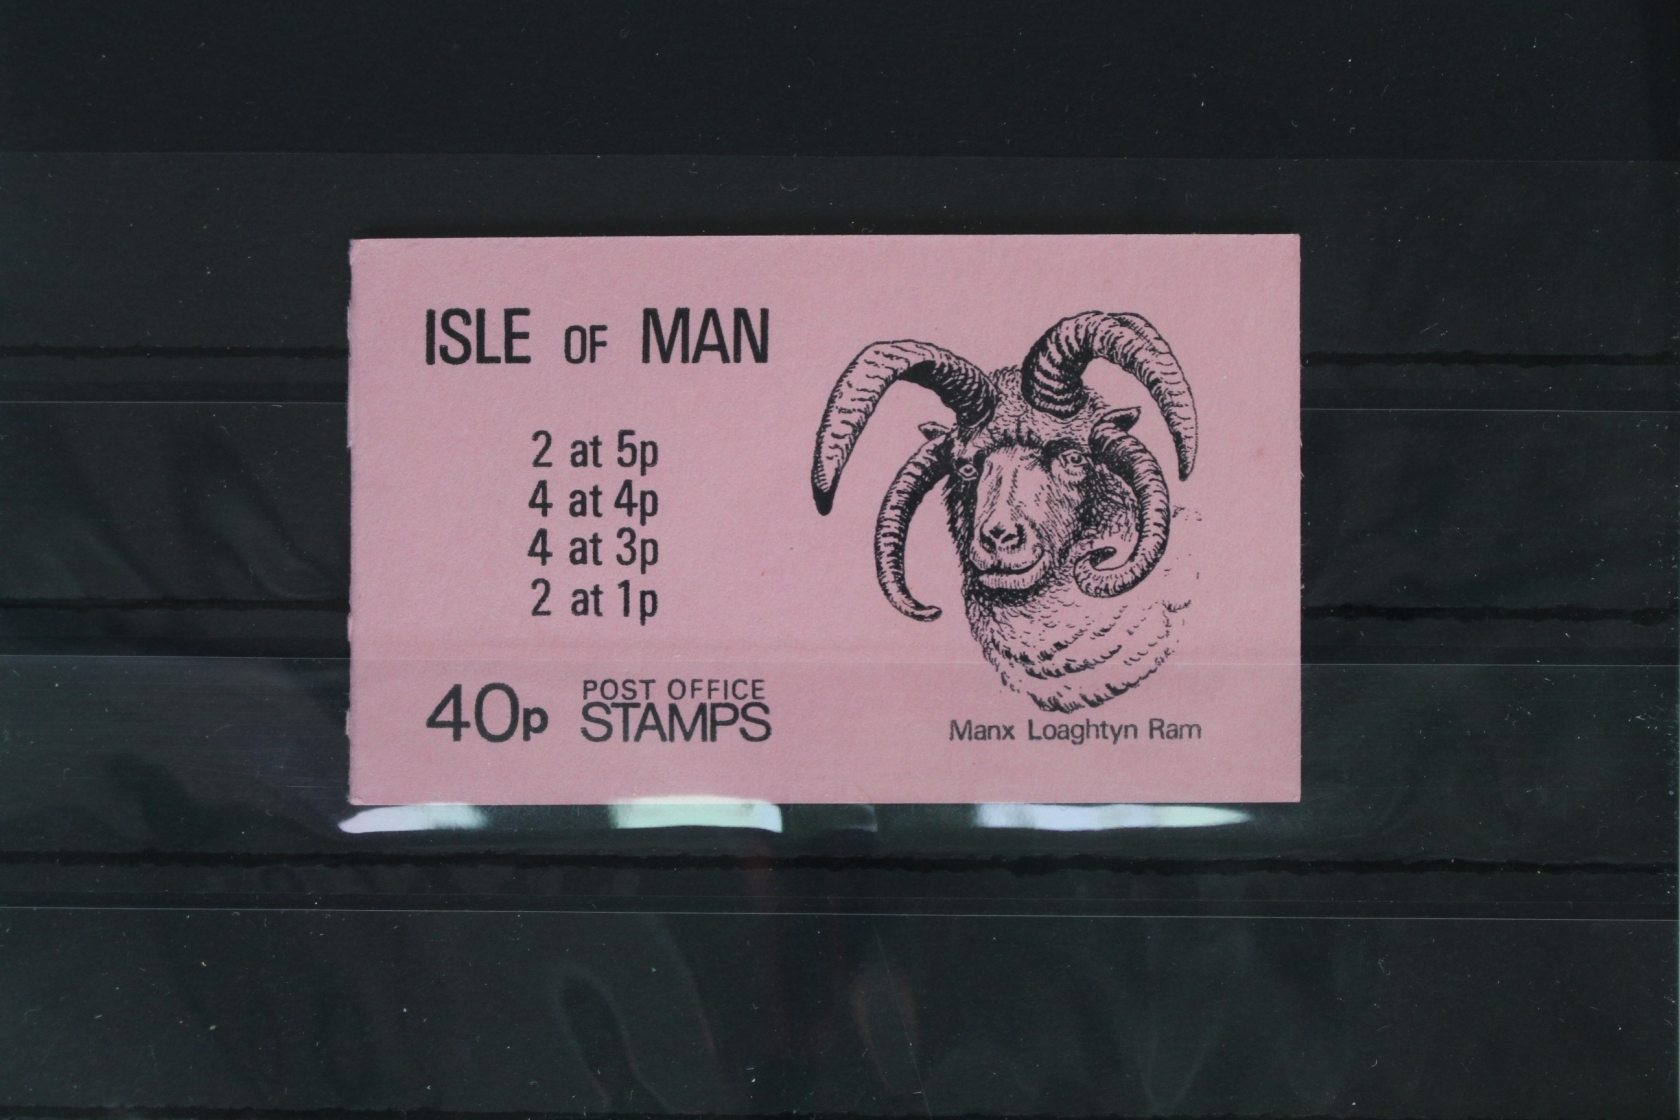 ISLE OF MAN
2 at 5p
4 at 4p
4 at 3p
2 at 1p
40p POST OFFICE STAMPS
Manx Loaghtyn Ram